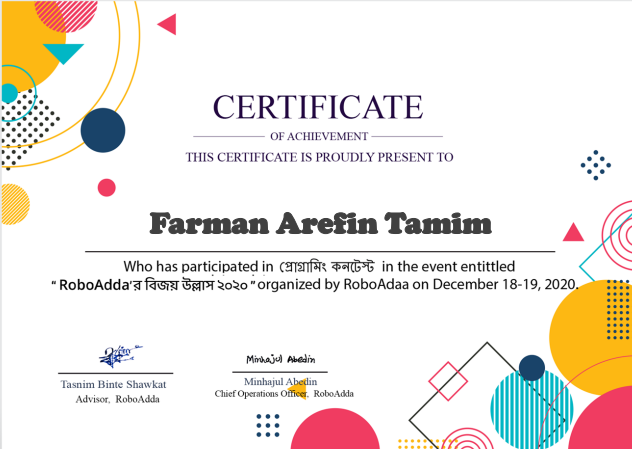 CERTIFICATE
OF ACHIEVEMENT
THIS CERTIFICATE IS PROUDLY PRESENT TO
Farman Arefin Tamim
Who has participated in প্রোগ্রামিং কনটেস্ট in the event entittled
“ RoboAdda'র বিজয় উল্লাস ২০২০ ” organized by RoboAdaa on December 18-19, 2020.
Minhajul Abedin
Tasnim Binte Shawkat
Advisor, RoboAdda
Minhajul Abedin
Chief Operations Officer, RoboAdda